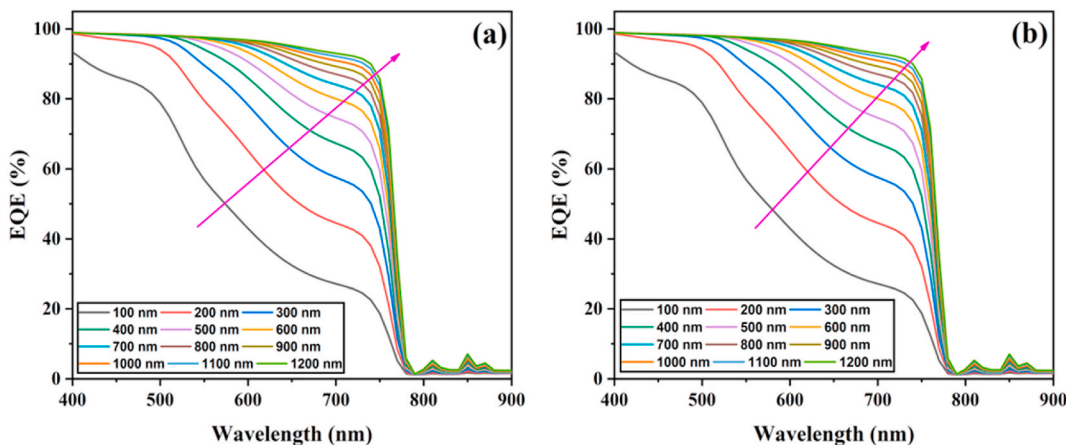 (a)
EQE (%)
100
80
60
40
20
0
100 nm 200 nm 300 nm
400 nm 500 nm 600 nm
700 nm 800 nm 900 nm
1000 nm 1100 nm 1200 nm
400 500 600 700 800 900
Wavelength (nm)
(b)
EQE (%)
100
80
60
40
20
0
100 nm 200 nm 300 nm
400 nm 500 nm 600 nm
700 nm 800 nm 900 nm
1000 nm 1100 nm 1200 nm
400 500 600 700 800 900
Wavelength (nm)